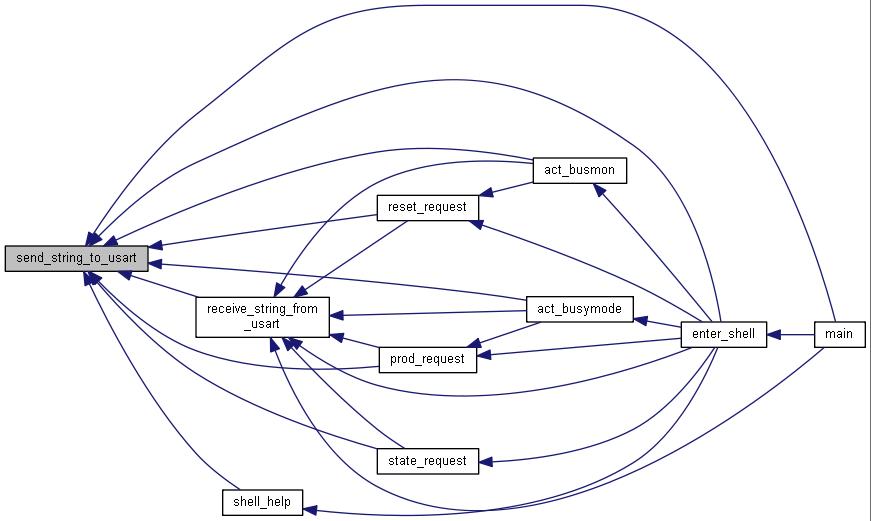 act_busmon
reset_request
send_string_to_usart
receive_string_from
_usart
act_busymode
enter_shell
main
prod_request
state_request
shell_help